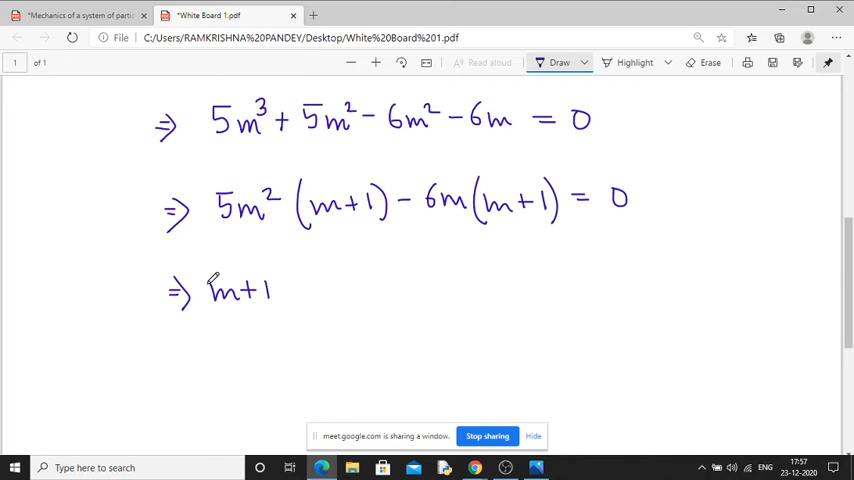 *Mechanics of a system of partic
*White Board 1.pdf
File C:/Users/RAMKRISHNA%20PANDEY/Desktop/White%20Board%201.pdf
1 of 1
Read aloud Draw Highlight Erase
⇒ 5m³ + 5m² - 6m² - 6m = 0
⇒ 5m² (m+1) - 6m(m+1) = 0
⇒ m+1
meet.google.com is sharing a window. Stop sharing Hide
Type here to search
ENG
17:57
23-12-2020